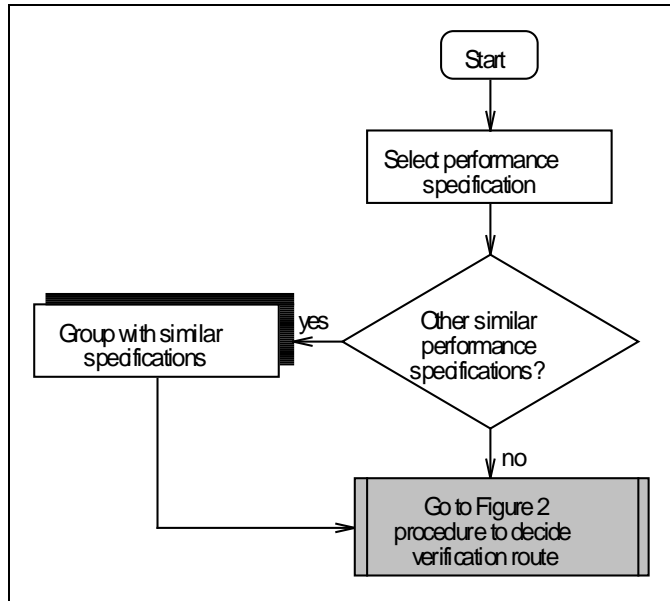 Start
Select performance
specification
Other similar
performance
specifications?
yes
Group with similar
specifications
no
Go to Figure 2
procedure to decide
verification route